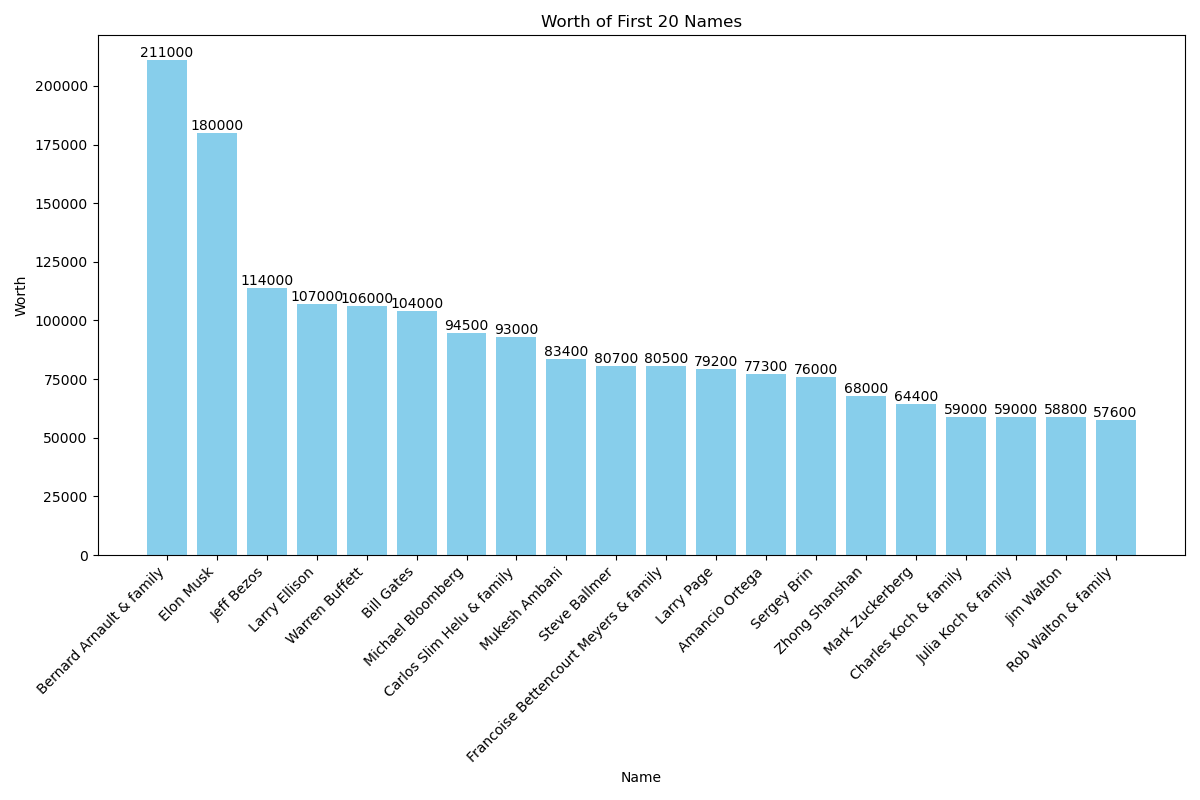 Worth of First 20 Names
Worth
200000
175000
150000
125000
100000
75000
50000
25000
0
211000
180000
114000
107000
106000
104000
94500
93000
83400
80700
80500
79200
77300
76000
68000
64400
59000
59000
58800
57600
Bernard Arnault & family
Elon Musk
Jeff Bezos
Larry Ellison
Warren Buffett
Bill Gates
Michael Bloomberg
Carlos Slim Helu & family
Mukesh Ambani
Steve Ballmer
Francoise Bettencourt Meyers & family
Larry Page
Amancio Ortega
Sergey Brin
Zhong Shanshan
Mark Zuckerberg
Charles Koch & family
Julia Koch & family
Jim Walton
Rob Walton & family
Name